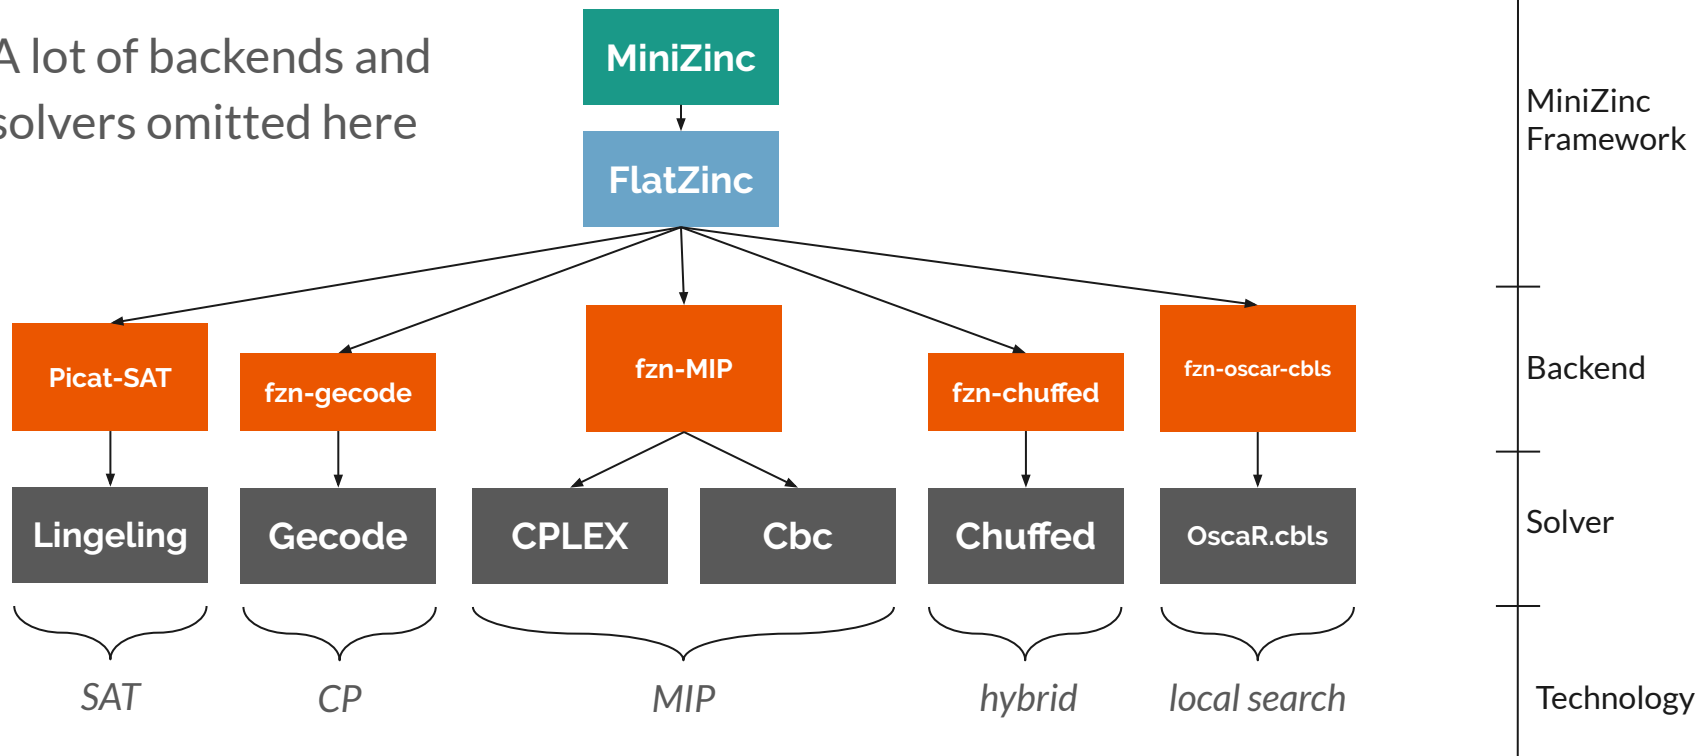 A lot of backends and
solvers omitted here
MiniZinc
FlatZinc
MiniZinc
Framework
Picat-SAT
fzn-gecode
fzn-MIP
fzn-chuffed
fzn-oscar-cbls
Backend
Lingeling
Gecode
CPLEX
Cbc
Chuffed
OscaR.cbls
Solver
SAT
CP
MIP
hybrid
local search
Technology